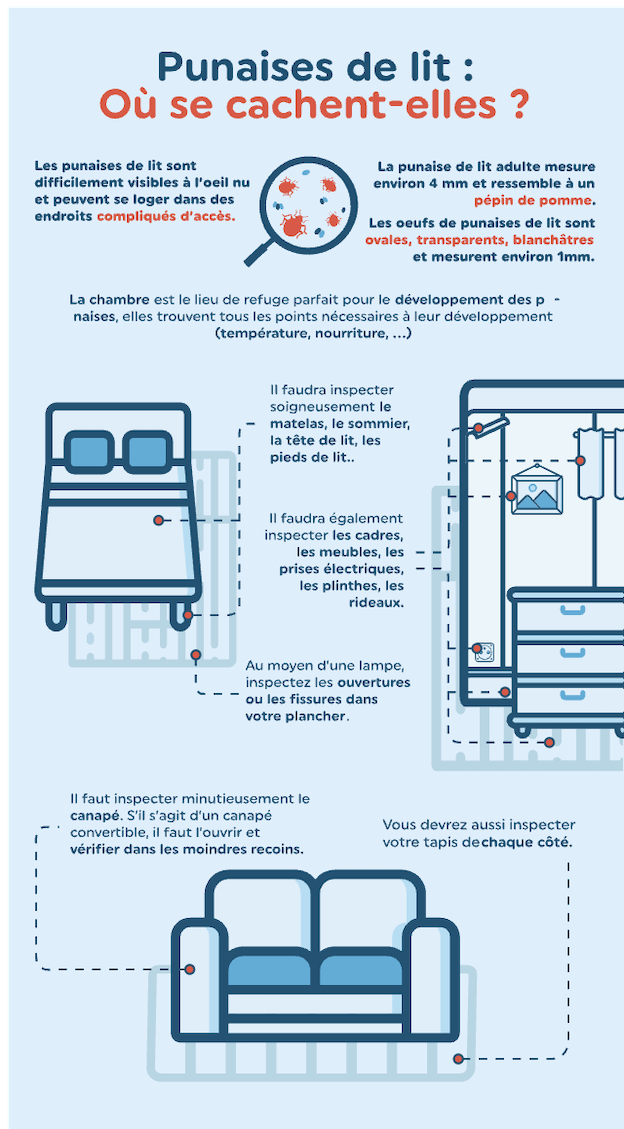 Punaises de lit :
Où se cachent-elles ?
Les punaises de lit sont
difficilement visibles à l'oeil nu
et peuvent se loger dans des
endroits compliqués d'accès.
La punaise de lit adulte mesure
environ 4 mm et ressemble à un
pépin de pomme.
Les oeufs de punaises de lit sont
ovales, transparents, blanchâtres
et mesurent environ 1mm.
La chambre est le lieu de refuge parfait pour le développement des p -
naises, elles trouvent tous les points nécessaires à leur développement
(température, nourriture, ...)
Il faudra inspecter
soigneusement le
matelas, le sommier,
la tête de lit, les
pieds de lit..
Il faudra également
inspecter les cadres,
les meubles, les
prises électriques,
les plinthes, les
rideaux.
Au moyen d'une lampe,
inspectez les ouvertures
ou les fissures dans
votre plancher.
Il faut inspecter minutieusement le
canapé. S'il s'agit d'un canapé
convertible, il faut l'ouvrir et
vérifier dans les moindres recoins.
Vous devrez aussi inspecter
votre tapis dechaque côté.